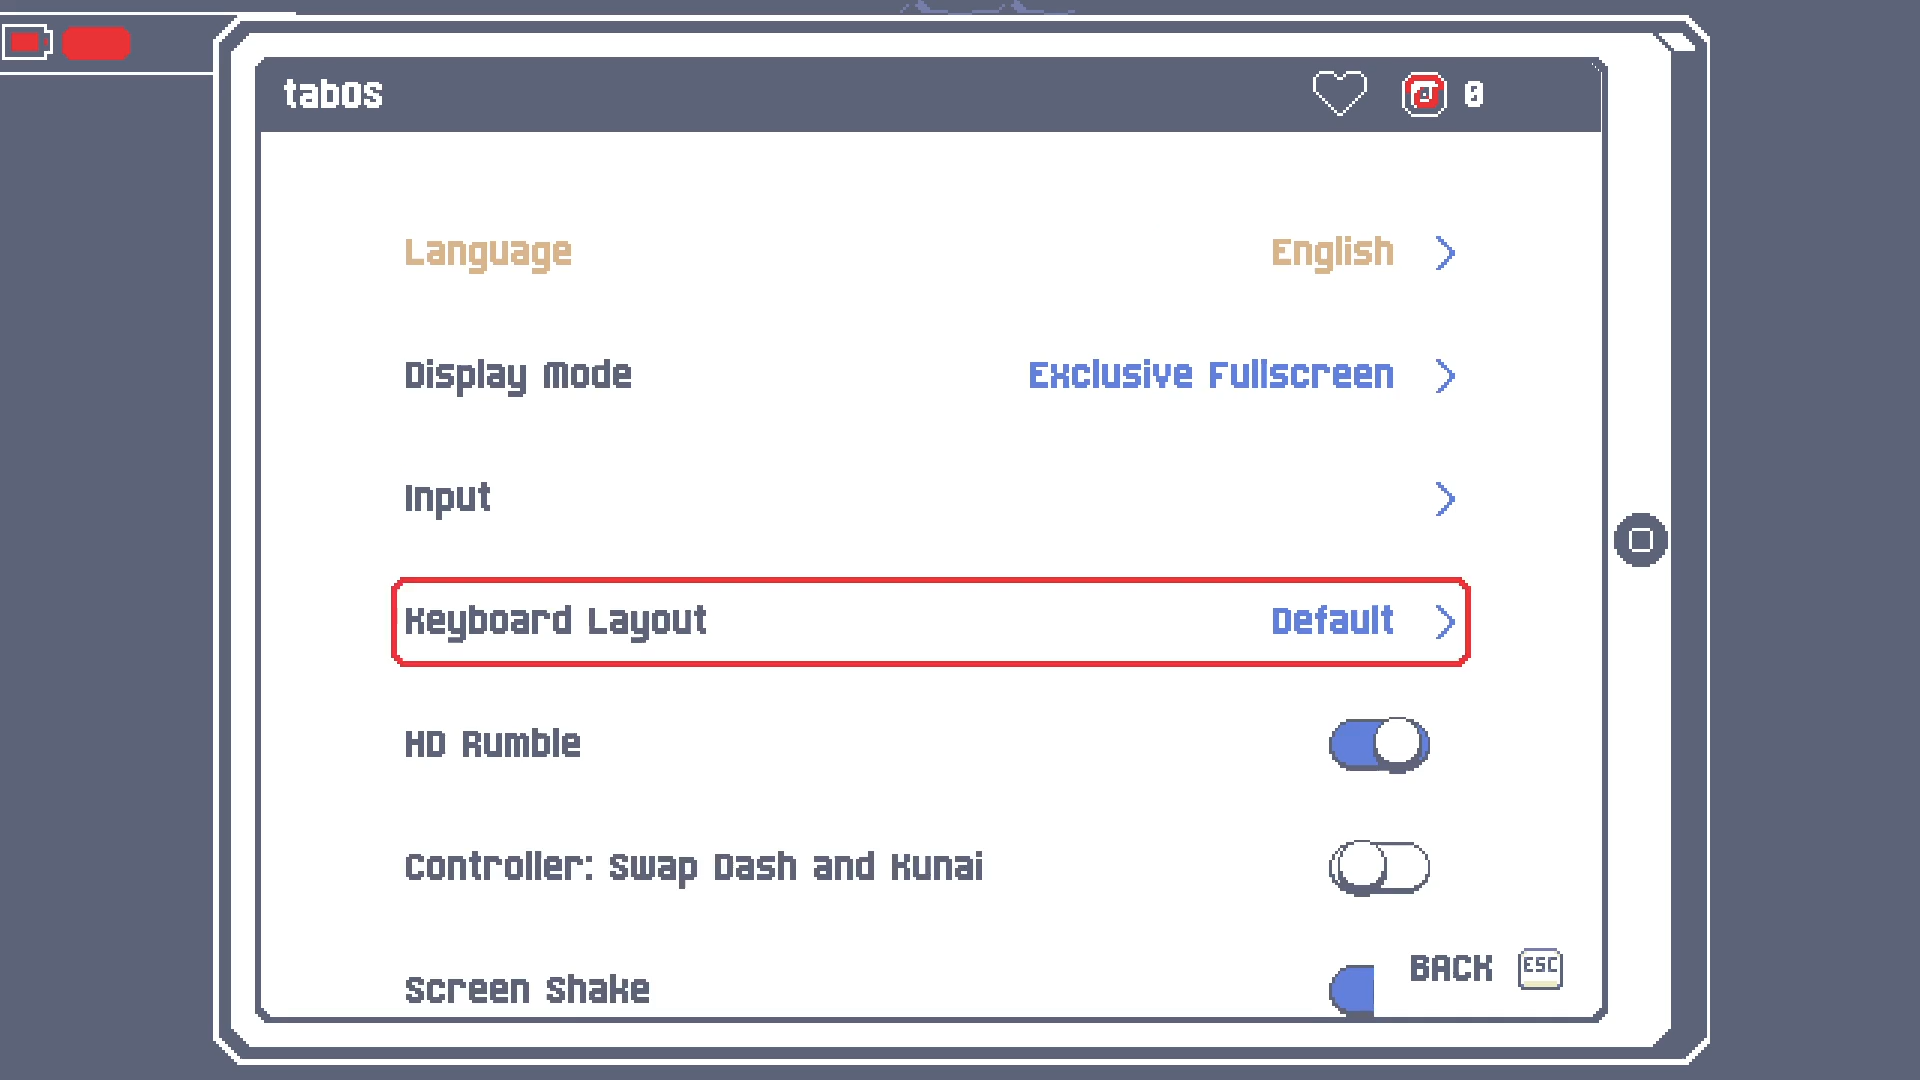 tabOS 0
Language English
Display Mode Exclusive Fullscreen
Input
Keyboard Layout Default
HD Rumble
Controller: Swap Dash and Kunai
Screen Shake
BACK ESC